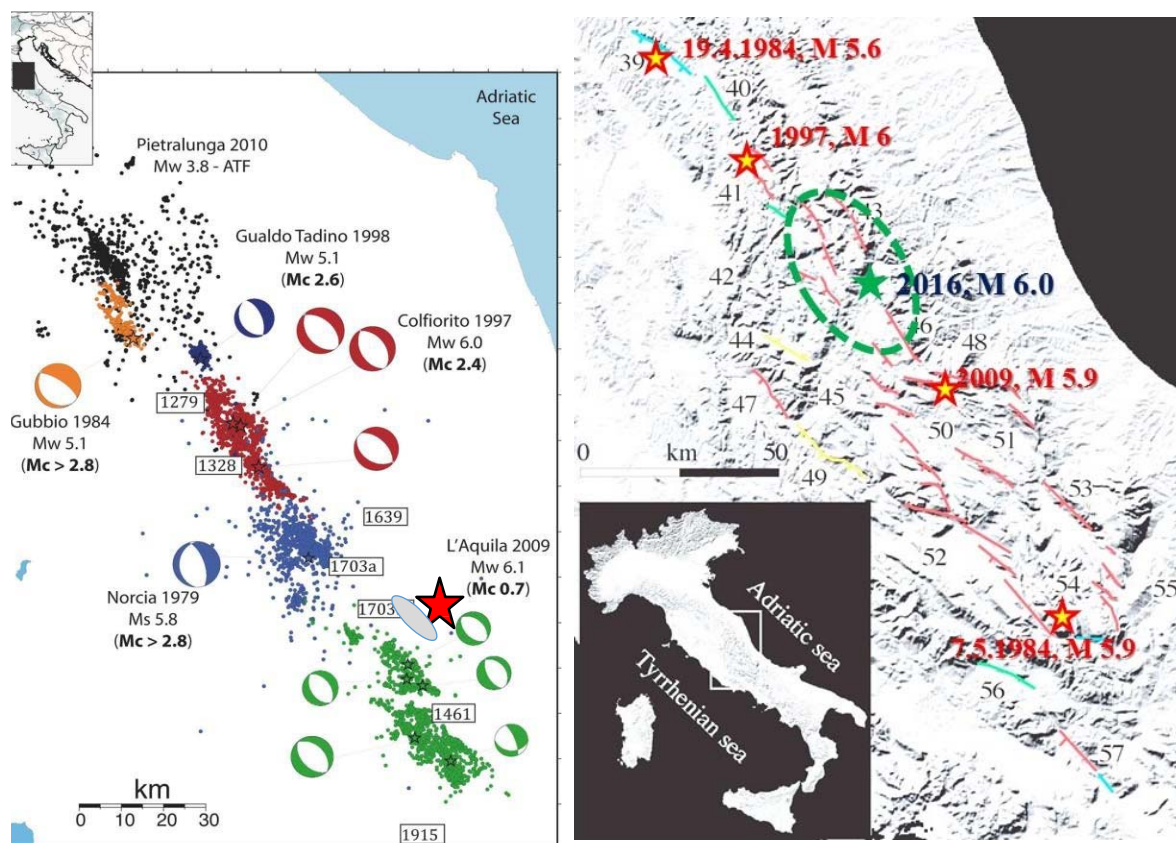 Adriatic
Sea
Pietralunga 2010
Mw 3.8 - ATF
Gualdo Tadino 1998
Mw 5.1
(Mc 2.6)
Colfiorito 1997
Mw 6.0
(Mc 2.4)
1279
Gubbio 1984
Mw 5.1
(Mc > 2.8)
1328
1639
L'Aquila 2009
Mw 6.1
(Mc 0.7)
1703a
Norcia 1979
Ms 5.8
(Mc > 2.8)
1703
1461
km
0 10 20 30
1915
19.4.1984, M 5.6
39
40
1997, M 6
41
3
42
2016, M 6.0
46
48
44
2009, M 5.9
47
45
50
51
0 km 50
49
53
52
54
55
7.5.1984, M 5.9
56
57
Adriatic sea
Tyrrhenian sea